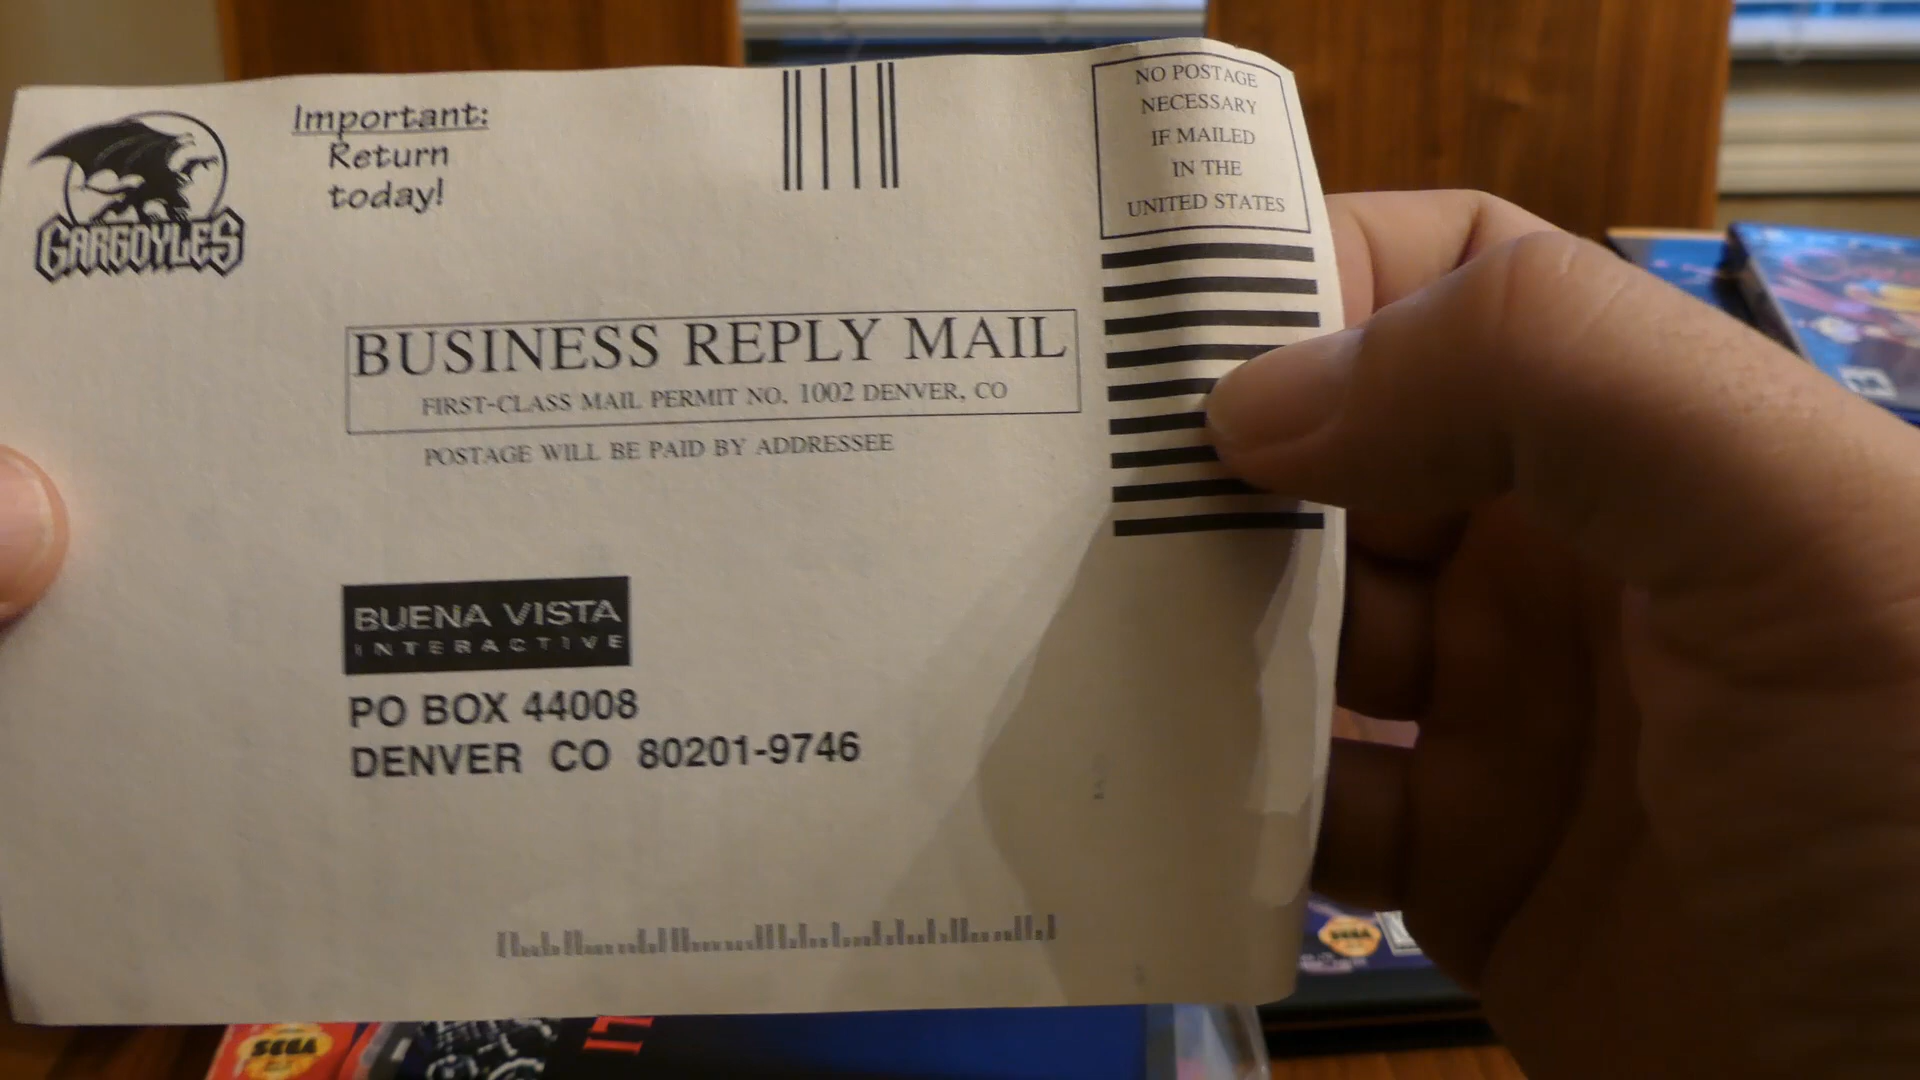 GARGOYLES
Important:
Return
today!
NO POSTAGE
NECESSARY
IF MAILED
IN THE
UNITED STATES
BUSINESS REPLY MAIL
FIRST-CLASS MAIL PERMIT NO. 1002 DENVER, CO
POSTAGE WILL BE PAID BY ADDRESSEE
BUENA VISTA
INTERACTIVE
PO BOX 44008
DENVER CO 80201-9746
SEGA
SEGA